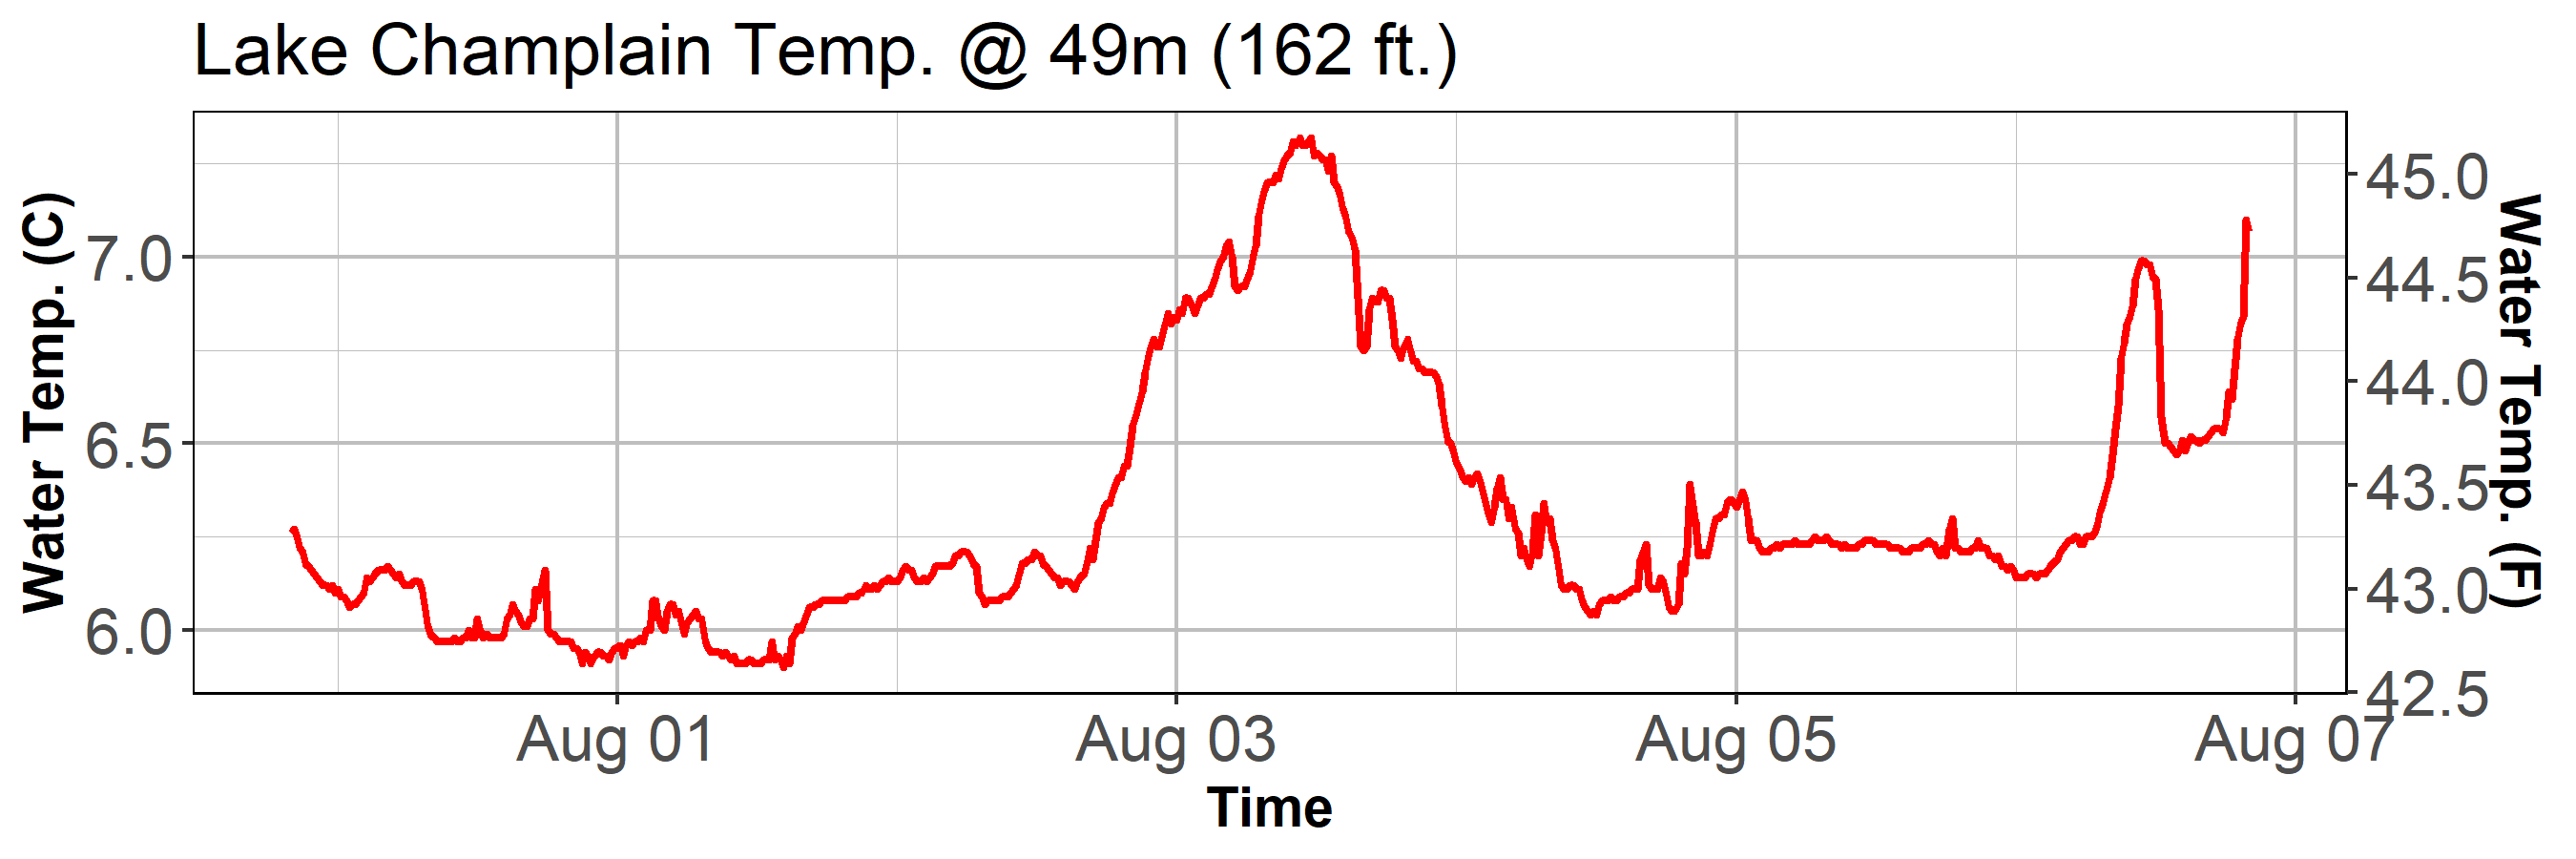 Lake Champlain Temp. @ 49m (162 ft.)
Water Temp. (C)
7.0
6.5
6.0
45.0
44.5
44.0
43.5
43.0
42.5
Water Temp. (F)
Aug 01
Aug 03
Aug 05
Aug 07
Time